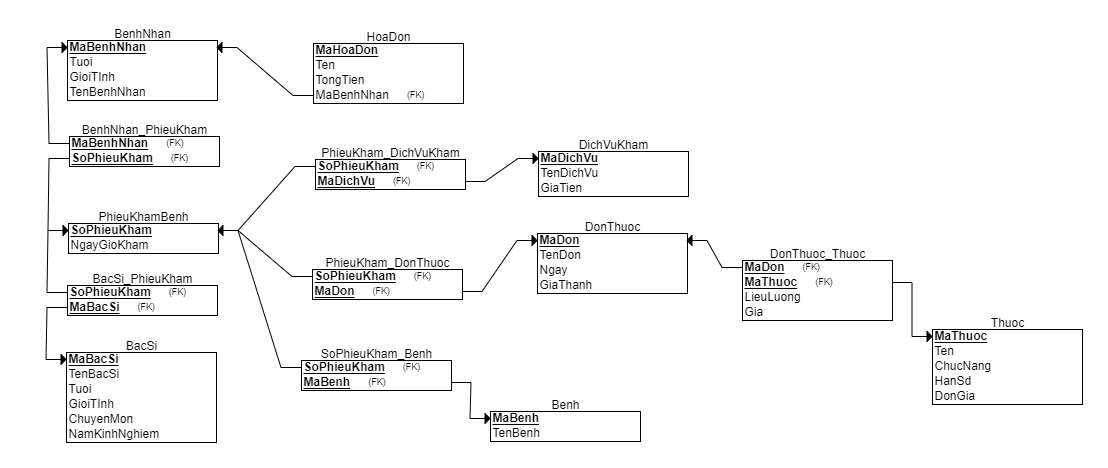 BenhNhan
MaBenhNhan
Tuoi
GioiTInh
TenBenhNhan
HoaDon
MaHoaDon
Ten
TongTien
MaBenhNhan (FK)
BenhNhan_PhieuKham
MaBenhNhan (FK)
SoPhieuKham (FK)
PhieuKham_DichVuKham
SoPhieuKham (FK)
MaDichVu (FK)
DichVuKham
MaDichVu
TenDichVu
GiaTien
PhieuKhamBenh
SoPhieuKham
NgayGioKham
DonThuoc
MaDon
TenDon
Ngay
GiaThanh
PhieuKham_DonThuoc
SoPhieuKham (FK)
MaDon (FK)
DonThuoc_Thuoc
MaDon (FK)
MaThuoc (FK)
LieuLuong
Gia
BacSi_PhieuKham
SoPhieuKham (FK)
MaBacSi (FK)
Thuoc
MaThuoc
Ten
ChucNang
HanSd
DonGia
BacSi
MaBacSi
TenBacSi
Tuoi
GioiTInh
ChuyenMon
NamKinhNghiem
SoPhieuKham_Benh
SoPhieuKham (FK)
MaBenh (FK)
Benh
MaBenh
TenBenh